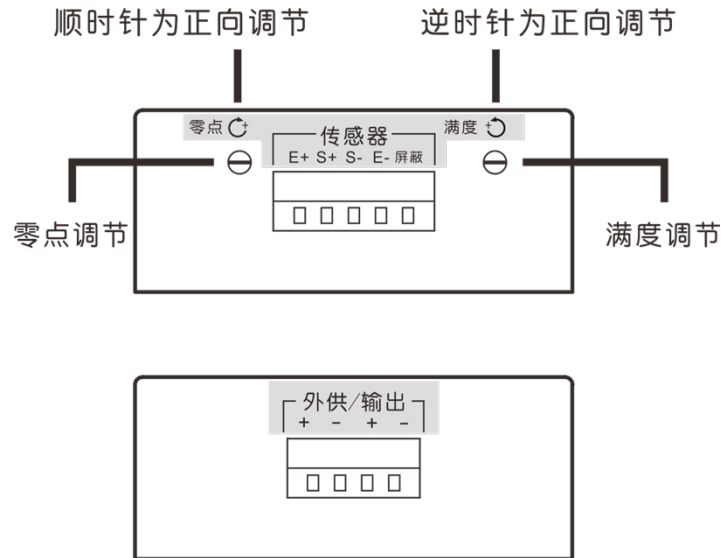 顺时针为正向调节 逆时针为正向调节
零点 + 传感器 满度 +
E+ S+ S- E- 屏蔽
零点调节 满度调节
外供/输出
+ - + -